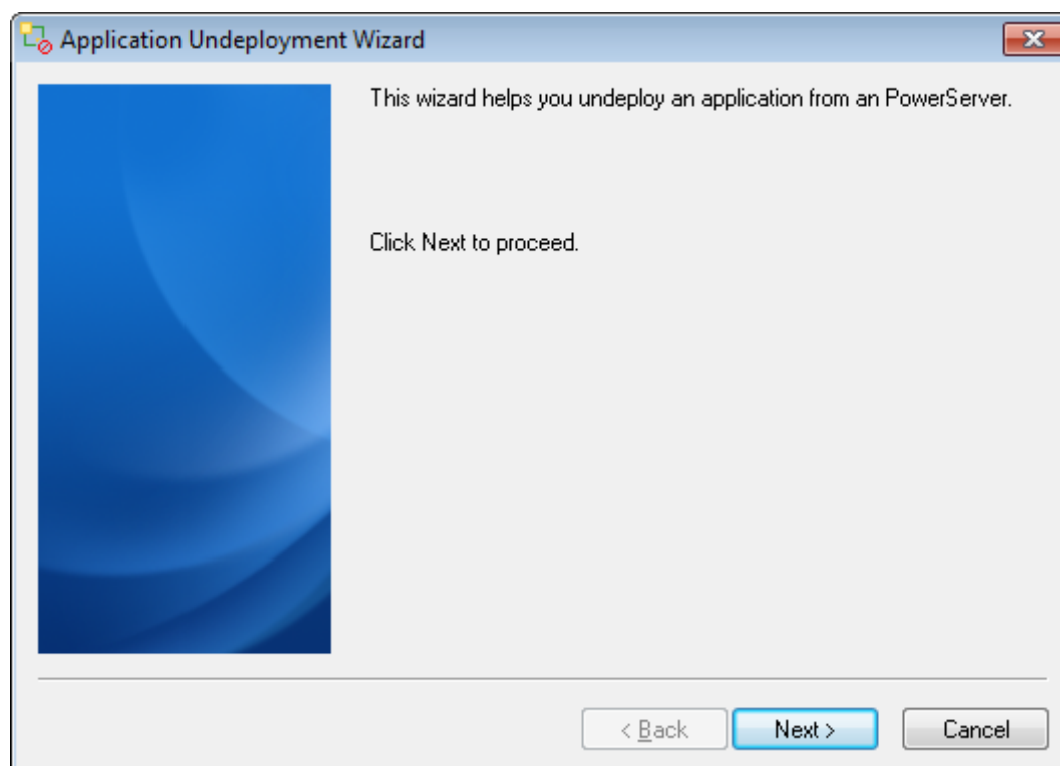 Application Undeployment Wizard
This wizard helps you undeploy an application from an PowerServer.
Click Next to proceed.
< Back
Next >
Cancel